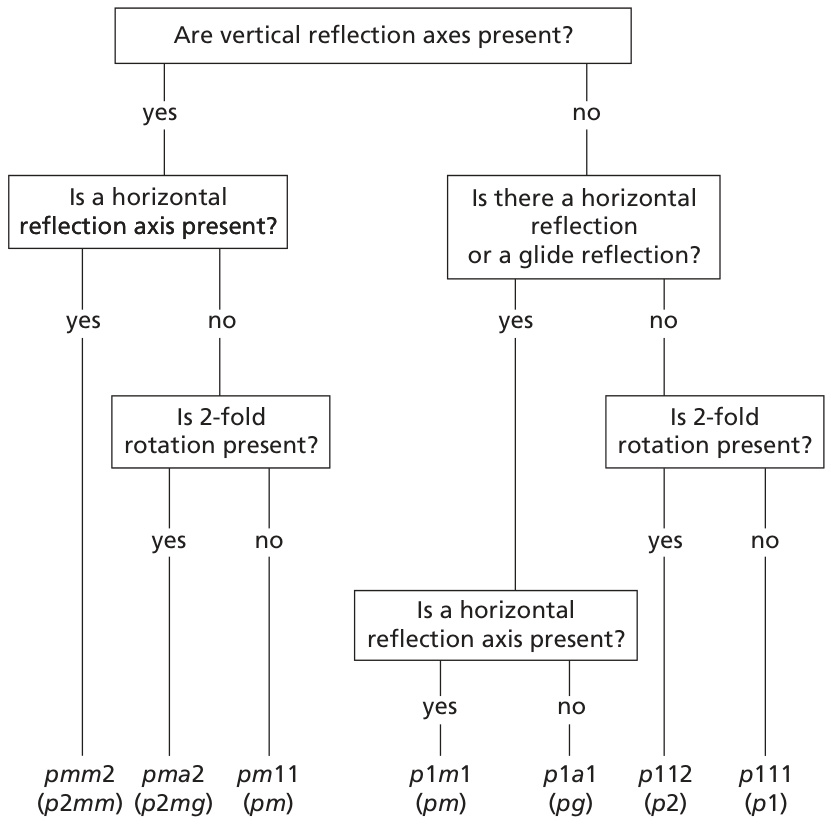 Are vertical reflection axes present?
yes
no
Is a horizontal
reflection axis present?
Is there a horizontal
reflection
or a glide reflection?
yes
no
yes
no
Is 2-fold
rotation present?
Is 2-fold
rotation present?
yes
no
yes
no
Is a horizontal
reflection axis present?
yes
no
pmm2
(p2mm)
pma2
(p2mg)
pm11
(pm)
p1m1
(pm)
p1a1
(pg)
p112
(p2)
p111
(p1)